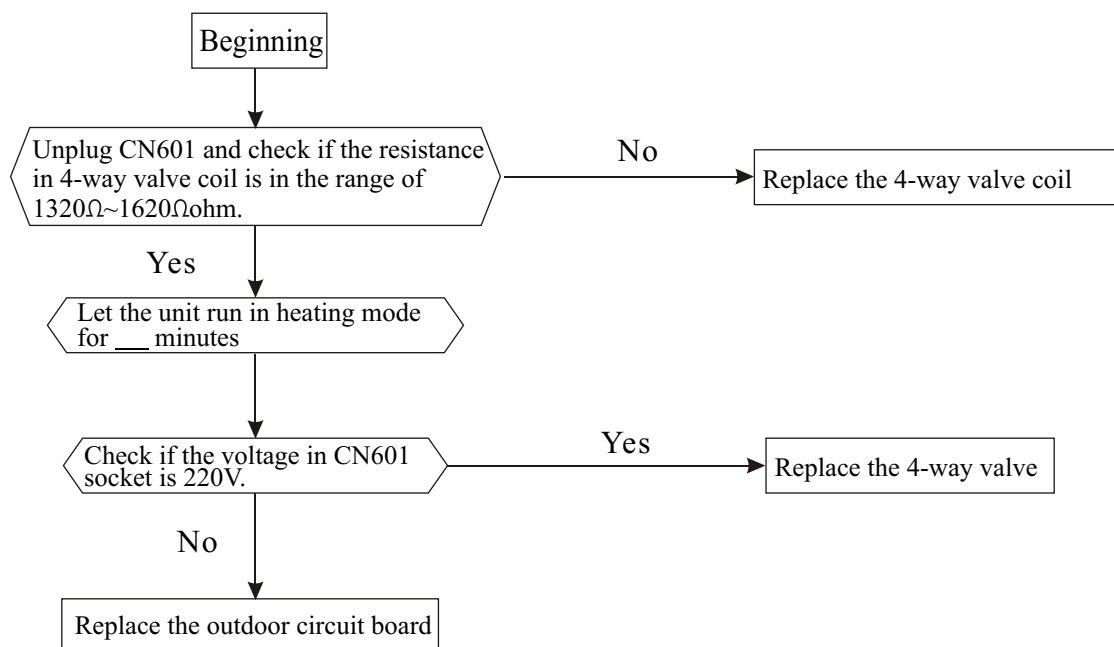 Beginning
Unplug CN601 and check if the resistance
in 4-way valve coil is in the range of
1320Ω~1620Ωohm.
No
Replace the 4-way valve coil
Yes
Let the unit run in heating mode
for ___ minutes
Check if the voltage in CN601
socket is 220V.
Yes
Replace the 4-way valve
No
Replace the outdoor circuit board